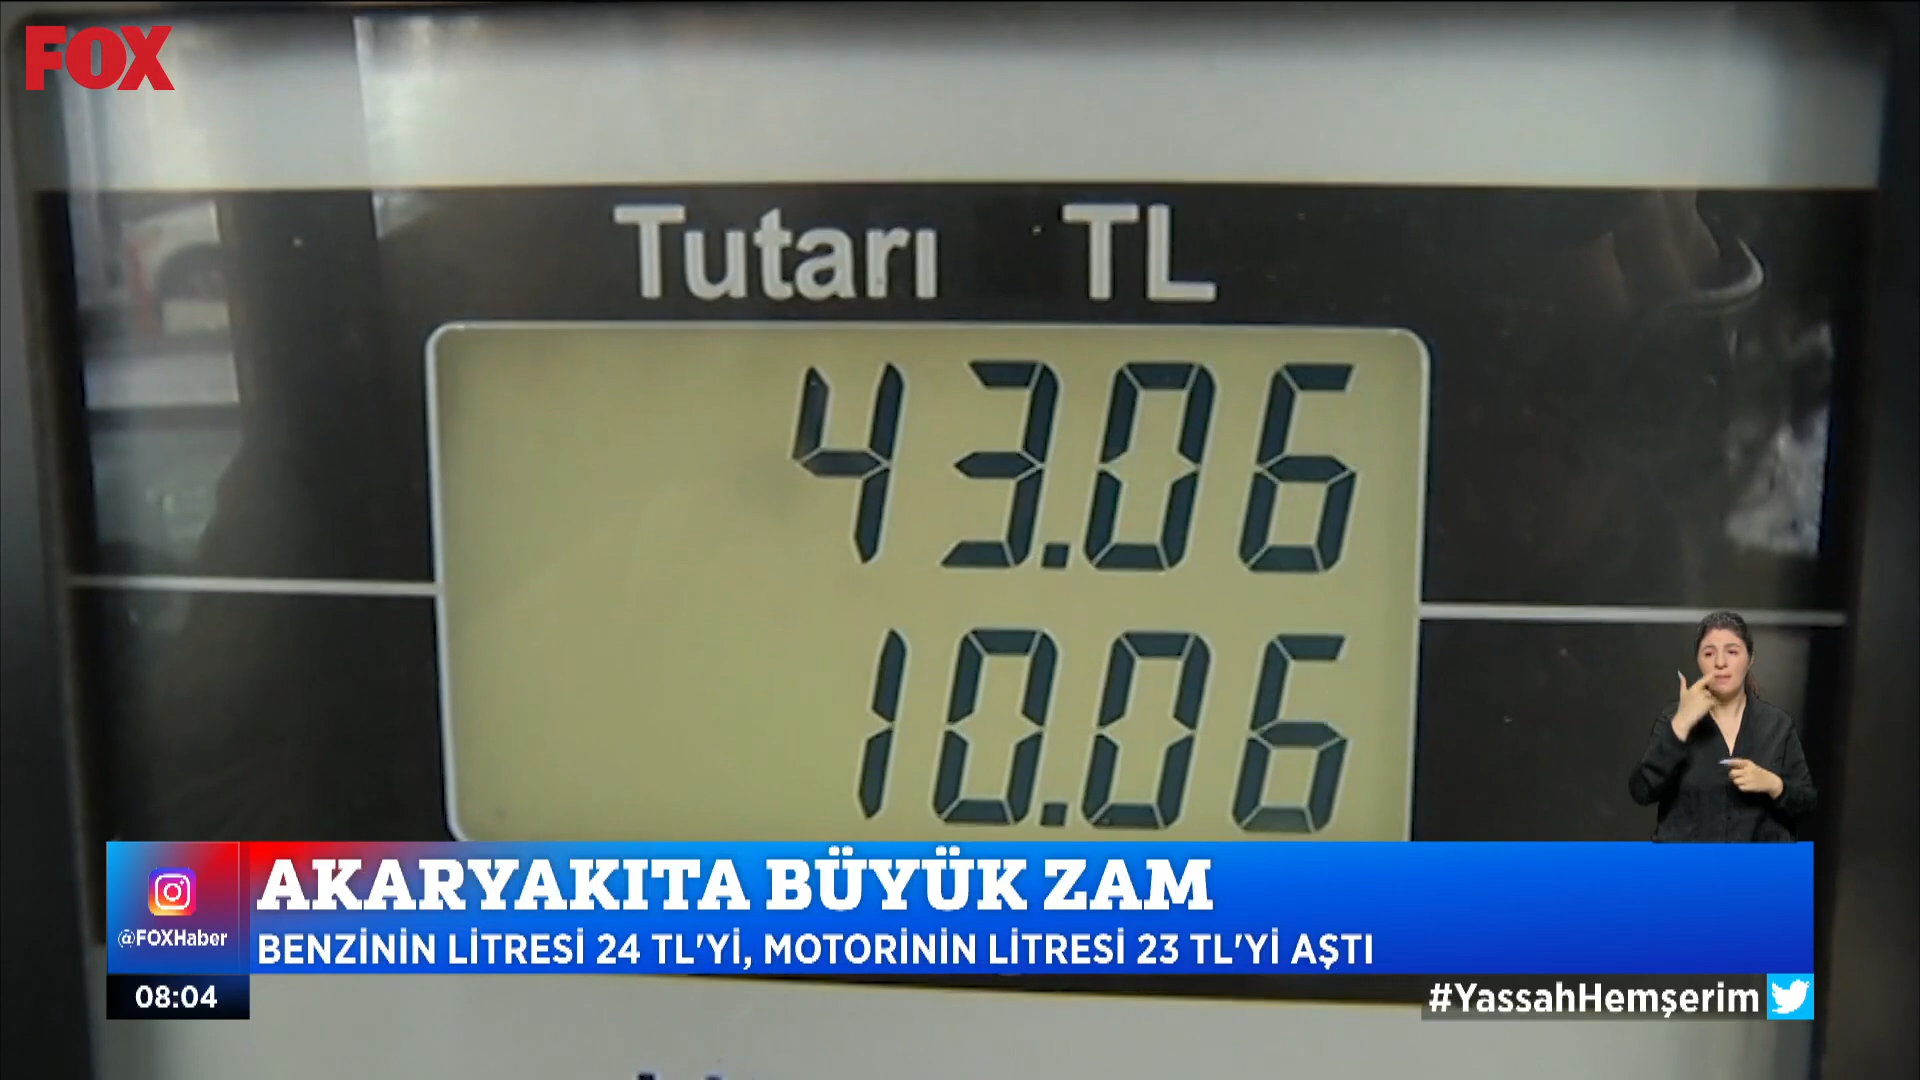 FOX
Tutarı TL
43.06
10.06
AKARYAKITA BÜYÜK ZAM
@FOXHaber
BENZİNİN LİTRESİ 24 TL'Yİ, MOTORİNİN LİTRESİ 23 TL'Yİ AŞTI
08:04
#YassahHemşerim